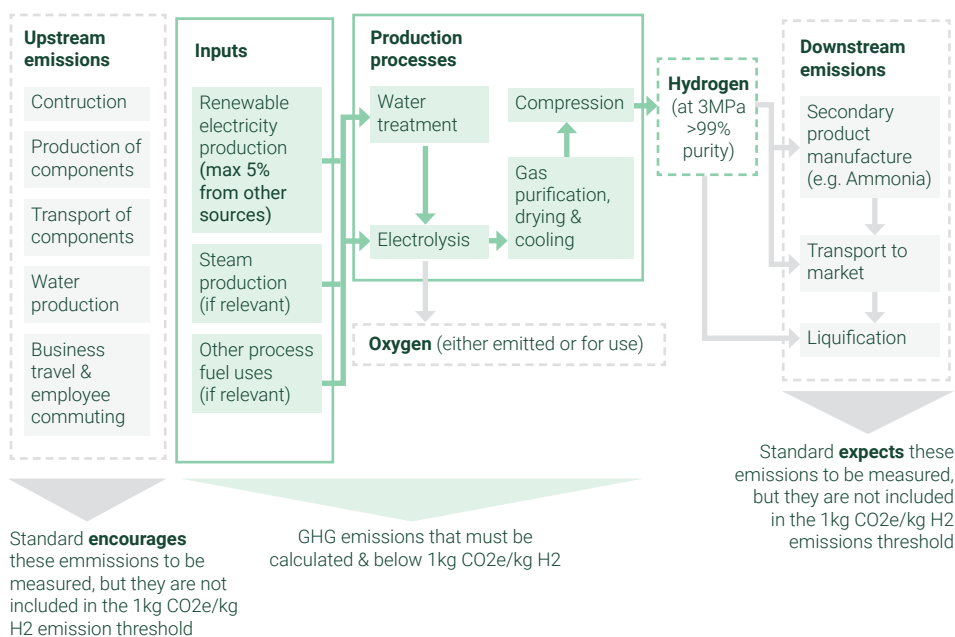 Upstream
emissions
Contruction
Production of
components
Transport of
components
Water
production
Business
travel &
employee
commuting
Inputs
Renewable
electricity
production
(max 5%
from other
sources)
Steam
production
(if relevant)
Other process
fuel uses
(if relevant)
Production
processes
Water
treatment
Electrolysis
Compression
Gas
purification,
drying &
cooling
Oxygen (either emitted or for use)
Hydrogen
(at 3MPa
>99%
purity)
Downstream
emissions
Secondary
product
manufacture
(e.g. Ammonia)
Transport to
market
Liquification
Standard encourages
these emmissions to be
measured, but they are not
included in the 1kg CO2e/kg
H2 emission threshold
GHG emissions that must be
calculated & below 1kg CO2e/kg H2
Standard expects these
emissions to be measured,
but they are not included
in the 1kg CO2e/kg H2
emissions threshold